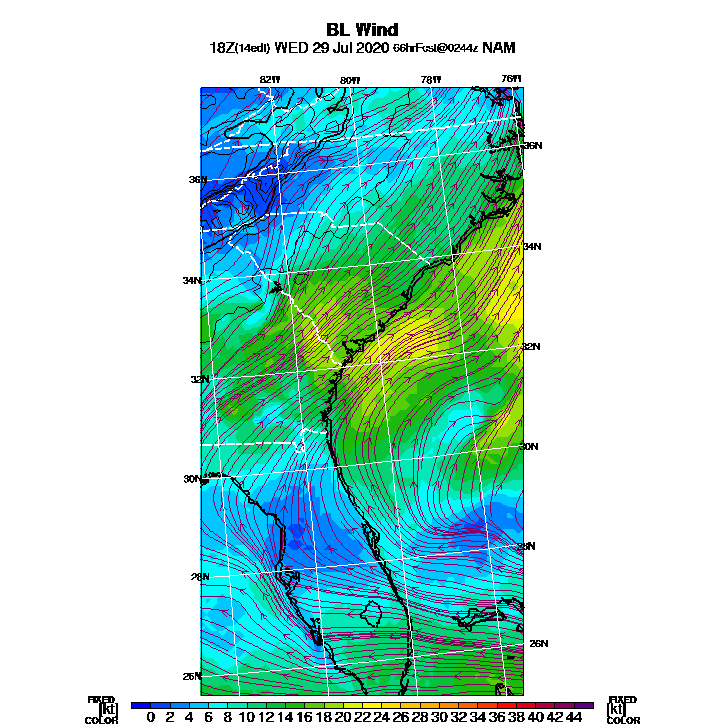 BL Wind
18Z(14edt) WED 29 Jul 2020 66hrFcst@0244z NAM
82W 80W 78W 76W
36N
36N
34N
34N
32N
32N
30N
30N
28N
28N
26N
26N
FIXED FIXED
[kt] 0 2 4 6 8 10 12 14 16 18 20 22 24 26 28 30 32 34 36 38 40 42 44 [kt]
COLOR COLOR